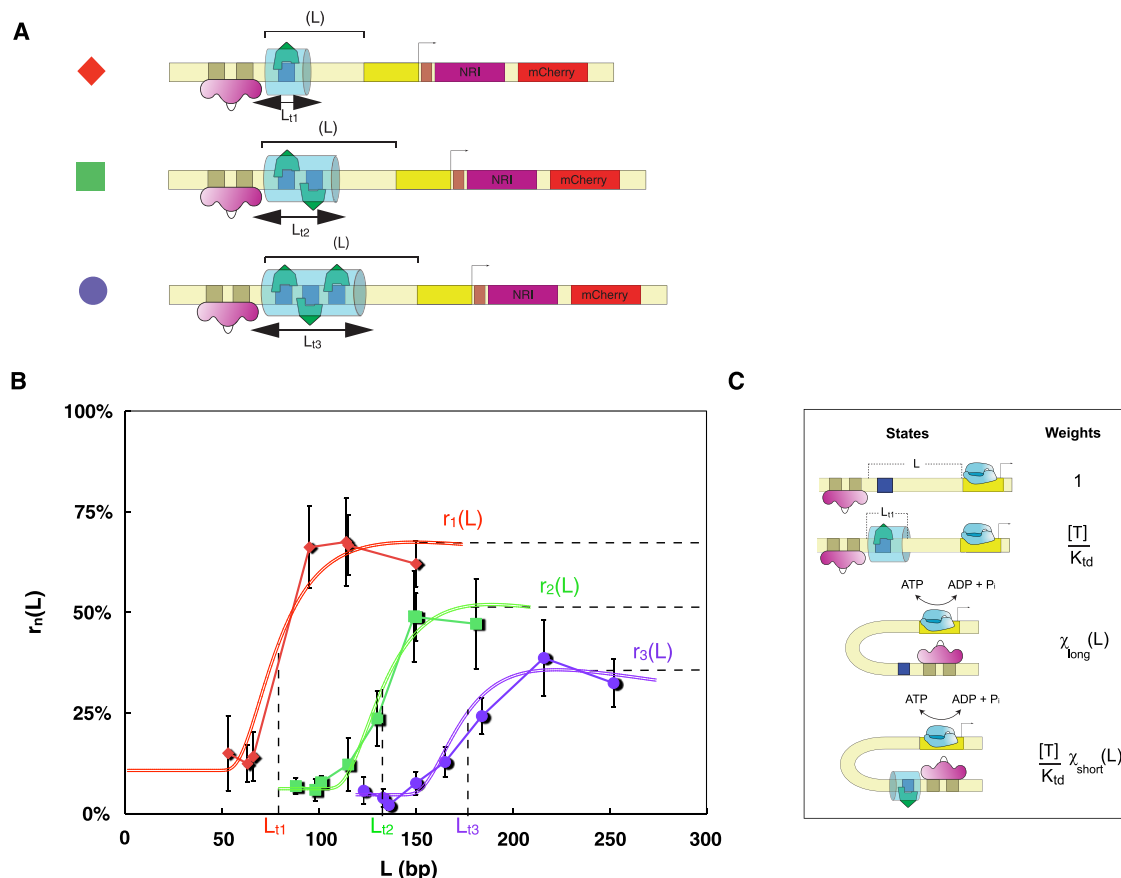 A
(L)
NRI mCherry
Lt1
(L)
NRI mCherry
Lt2
(L)
NRI mCherry
Lt3
B
100%
75%
50%
25%
0%
rn(L)
r1(L)
r2(L)
r3(L)
0 50 100 150 200 250 300
Lt1 Lt2 Lt3
L (bp)
C
States Weights
L
1
Lt1
[T]
Ktd
ATP ADP + Pi
χlong(L)
ATP ADP + Pi
[T]
Ktd χshort(L)